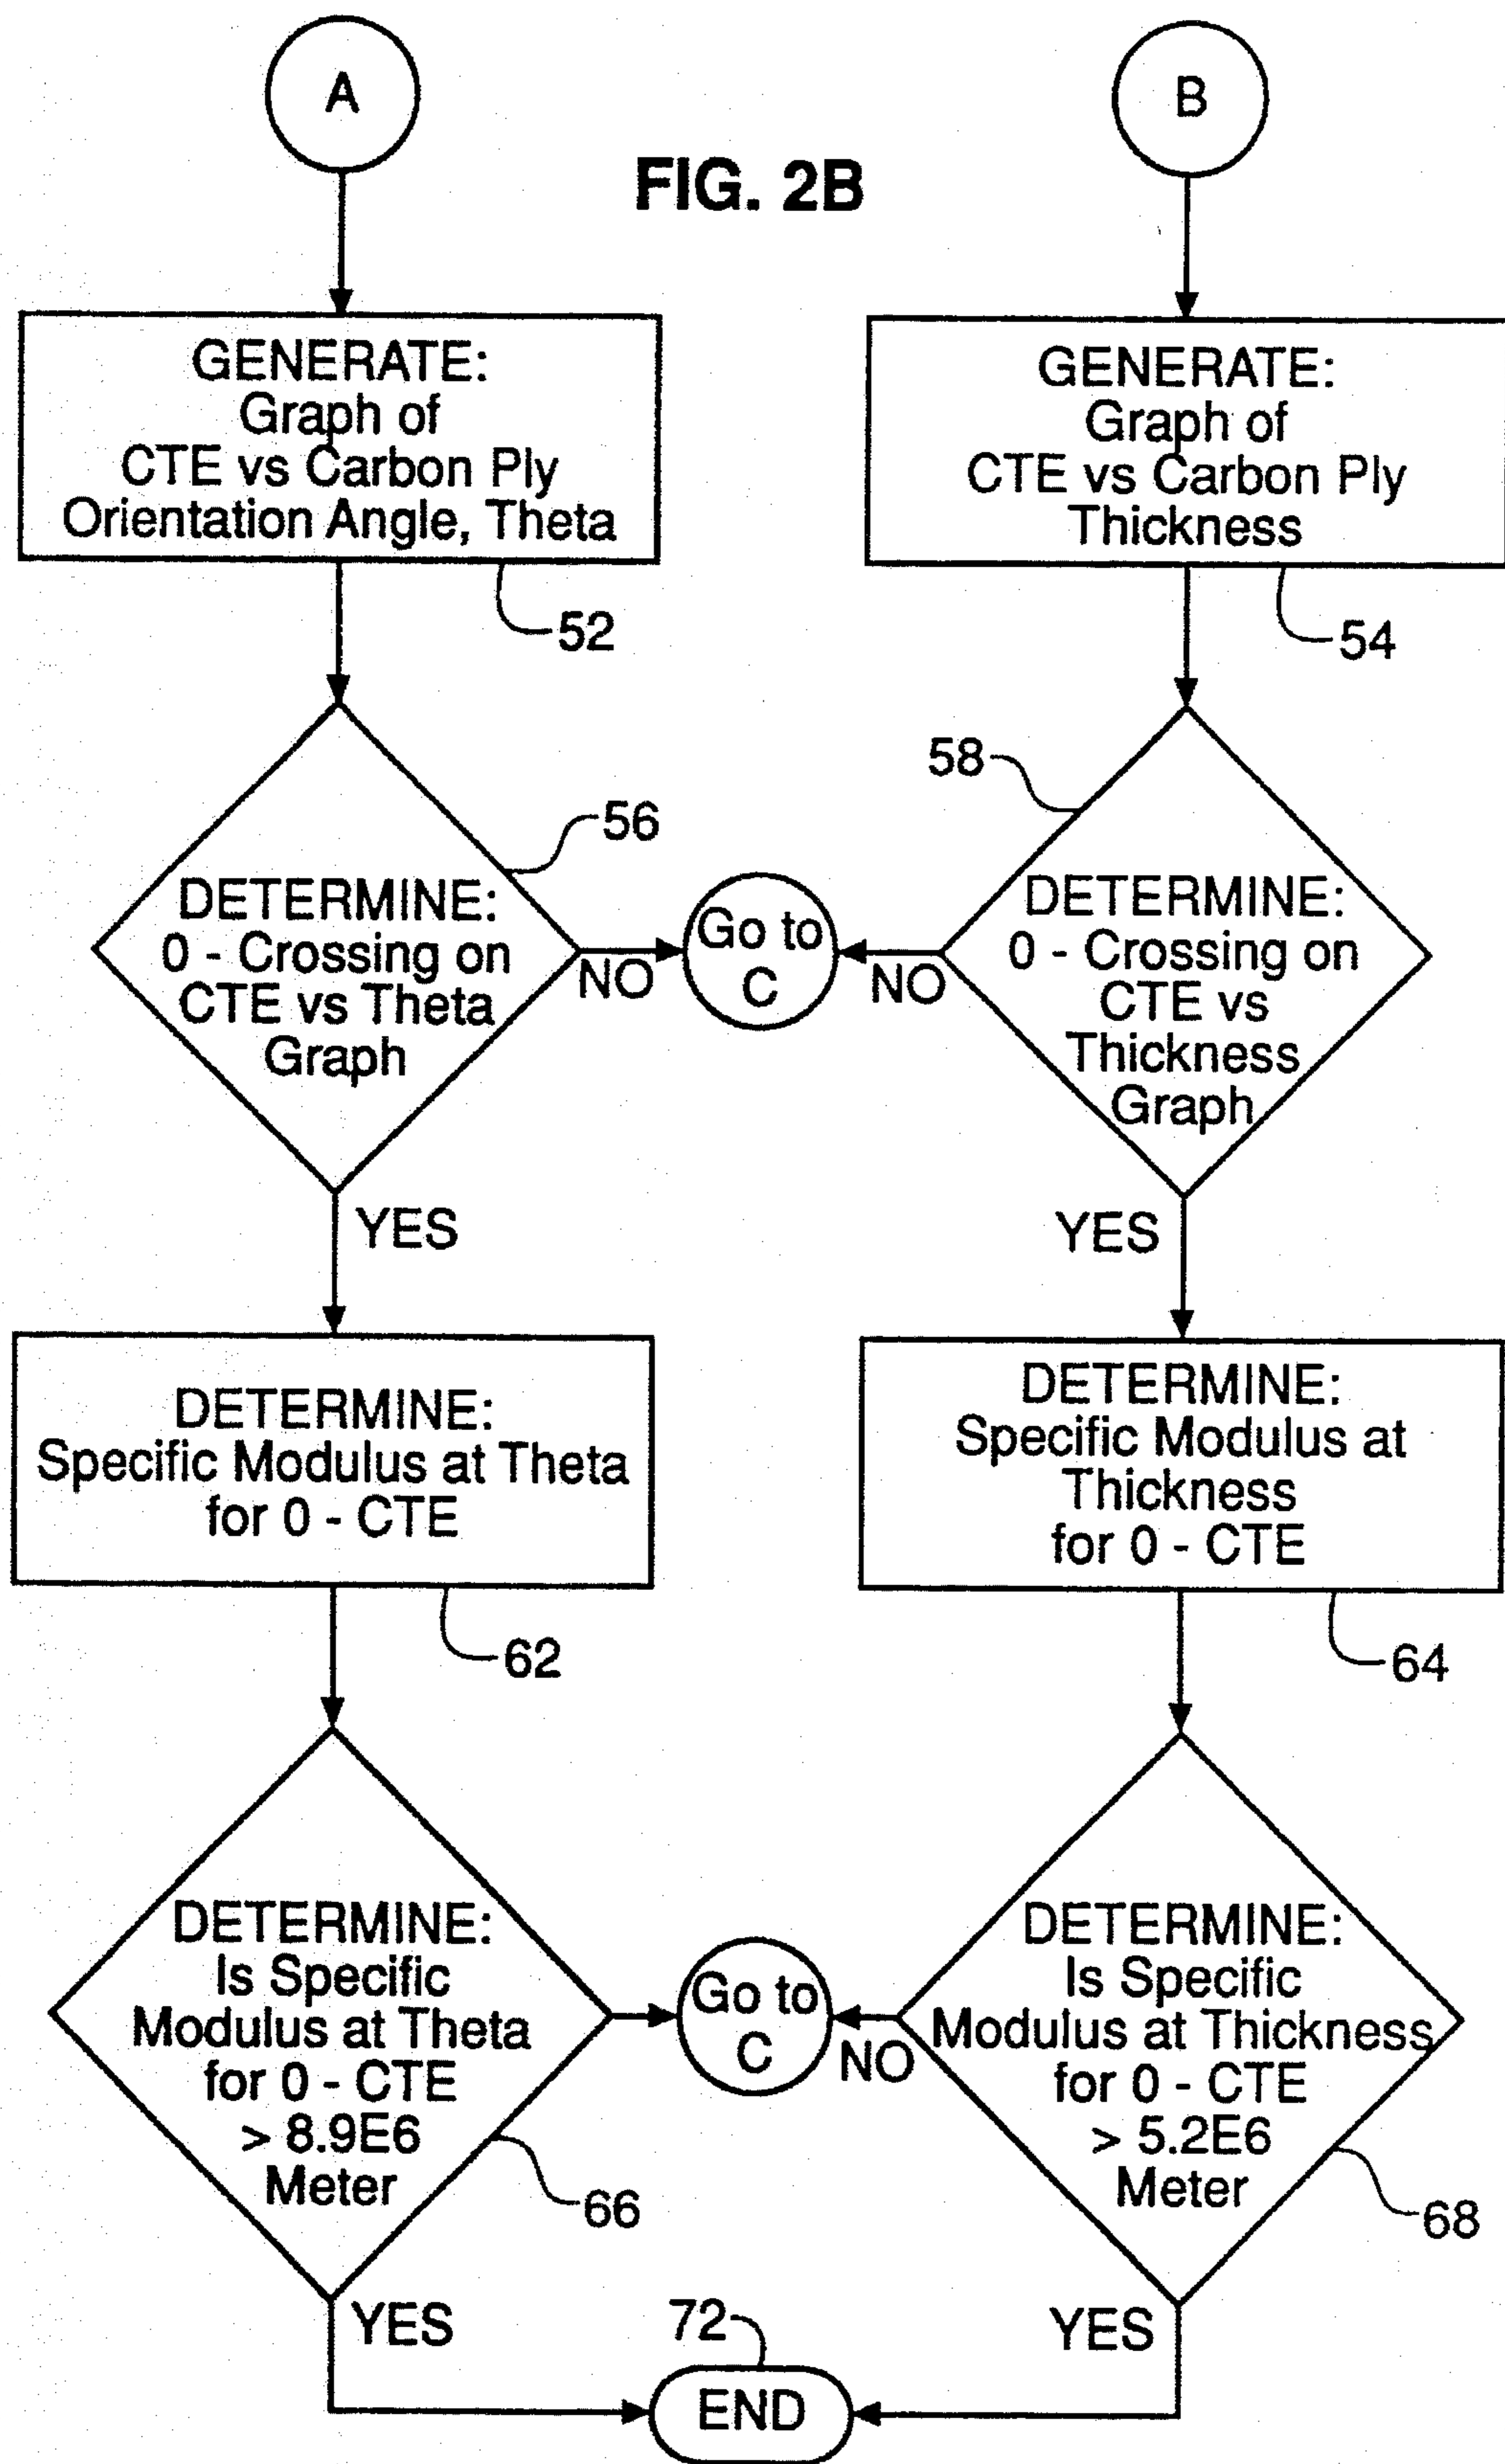 A
B
FIG. 2B
GENERATE:
Graph of
CTE vs Carbon Ply
Orientation Angle, Theta
52
GENERATE:
Graph of
CTE vs Carbon Ply
Thickness
54
DETERMINE:
0 - Crossing on
CTE vs Theta
Graph
56
NO
Go to
C
NO
58
DETERMINE:
0 - Crossing on
CTE vs
Thickness
Graph
YES
YES
DETERMINE:
Specific Modulus at Theta
for 0 - CTE
62
DETERMINE:
Specific Modulus at
Thickness
for 0 - CTE
64
DETERMINE:
Is Specific
Modulus at Theta
for 0 - CTE
> 8.9E6
Meter
66
Go to
C
NO
DETERMINE:
Is Specific
Modulus at Thickness
for 0 - CTE
> 5.2E6
Meter
68
YES
YES
72
END